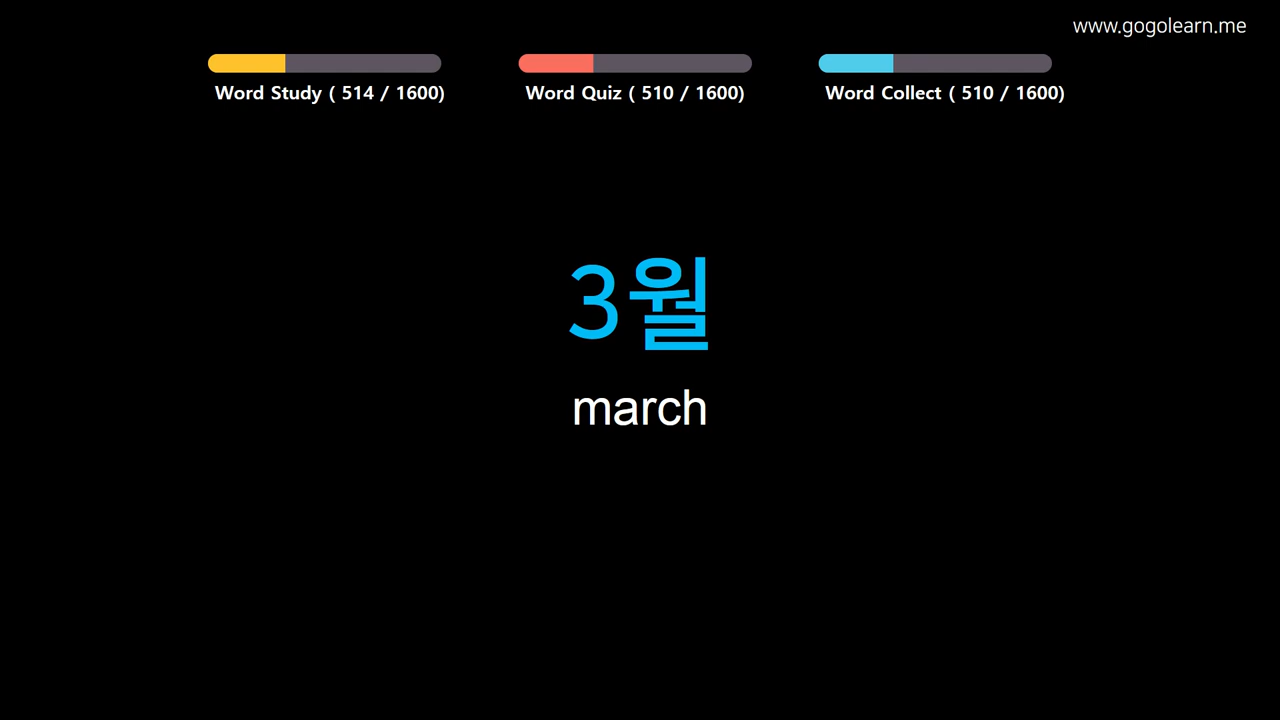 www.gogolearn.me
Word Study ( 514 / 1600)
Word Quiz ( 510 / 1600)
Word Collect ( 510 / 1600)
3월
march